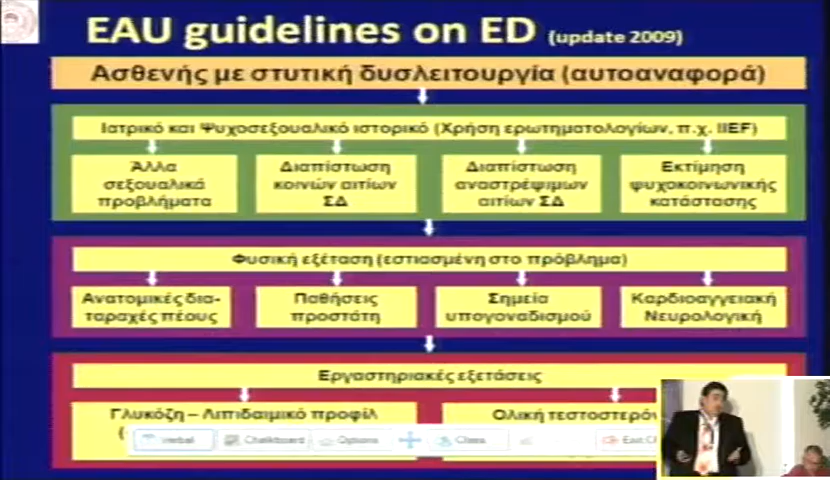 EAU guidelines on ED (update 2009)
Ασθενής με στυτική δυσλειτουργία (αυτοαναφορά)
Ιατρικό και Ψυχοσεξουαλικό ιστορικό (Χρήση ερωτηματολογίων, π.χ. IIEF)
Άλλα
σεξουαλικά
προβλήματα
Διαπίστωση
κοινών αιτίων
ΣΔ
Διαπίστωση
αναστρέψιμων
αιτίων ΣΔ
Εκτίμηση
ψυχοκοινωνικής
κατάστασης
Φυσική εξέταση (εστιασμένη στο πρόβλημα)
Ανατομικές δια-
ταραχές πέους
Παθήσεις
προστάτη
Σημεία
υπογοναδισμού
Καρδιοαγγειακή
Νευρολογική
Εργαστηριακές εξετάσεις
Γλυκόζη – Λιπιδαιμικό προφίλ
Ολική
Verbal
Chalkboard
Options
Class
Exit